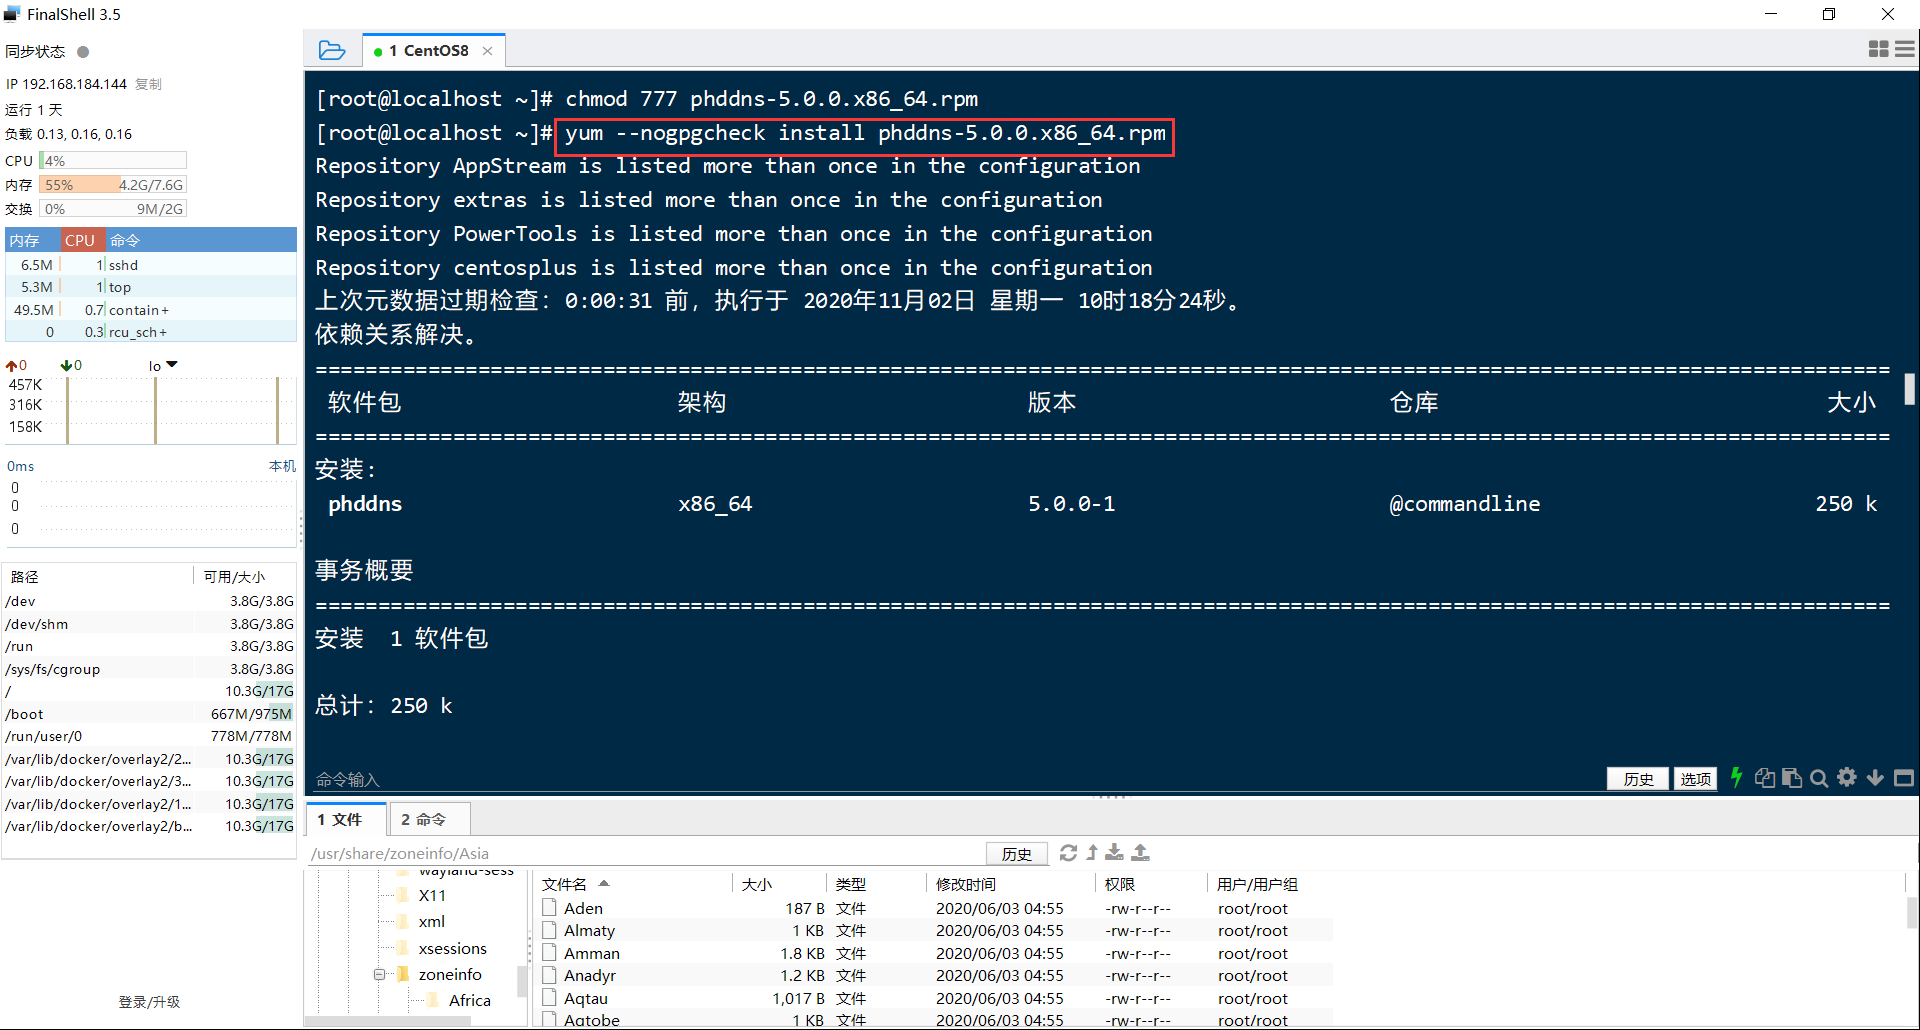 FinalShell 3.5
同步状态
IP 192.168.184.144 复制
运行 1 天
负载 0.13, 0.16, 0.16
CPU 4%
内存 55% 4.2G/7.6G
交换 0% 9M/2G
内存 CPU 命令
6.5M 1 sshd
5.3M 1 top
49.5M 0.7 contain+
0 0.3 rcu_sch+
0 0 lo
457K
316K
158K
0ms 本机
0
0
0
路径 可用/大小
/dev 3.8G/3.8G
/dev/shm 3.8G/3.8G
/run 3.8G/3.8G
/sys/fs/cgroup 3.8G/3.8G
/ 10.3G/17G
/boot 667M/975M
/run/user/0 778M/778M
/var/lib/docker/overlay2/2... 10.3G/17G
/var/lib/docker/overlay2/3... 10.3G/17G
/var/lib/docker/overlay2/1... 10.3G/17G
/var/lib/docker/overlay2/b... 10.3G/17G
登录/升级
1 CentOS8
[root@localhost ~]# chmod 777 phddns-5.0.0.x86_64.rpm
[root@localhost ~]# yum --nogpgcheck install phddns-5.0.0.x86_64.rpm
Repository AppStream is listed more than once in the configuration
Repository extras is listed more than once in the configuration
Repository PowerTools is listed more than once in the configuration
Repository centosplus is listed more than once in the configuration
上次元数据过期检查：0:00:31 前，执行于 2020年11月02日 星期一 10时18分24秒。
依赖关系解决。
==============================================================================================================================
软件包 架构 版本 仓库 大小
==============================================================================================================================
安装:
phddns x86_64 5.0.0-1 @commandline 250 k
事务概要
==============================================================================================================================
安装 1 软件包
总计：250 k
命令输入 历史 选项
1 文件 2 命令
/usr/share/zoneinfo/Asia 历史
wayland-sess
X11
xml
xsessions
zoneinfo
Africa
文件名 大小 类型 修改时间 权限 用户/用户组
Aden 187 B 文件 2020/06/03 04:55 -rw-r--r-- root/root
Almaty 1 KB 文件 2020/06/03 04:55 -rw-r--r-- root/root
Amman 1.8 KB 文件 2020/06/03 04:55 -rw-r--r-- root/root
Anadyr 1.2 KB 文件 2020/06/03 04:55 -rw-r--r-- root/root
Aqtau 1,017 B 文件 2020/06/03 04:55 -rw-r--r-- root/root
Aqtobe 1 KB 文件 2020/06/03 04:55 -rw-r--r-- root/root